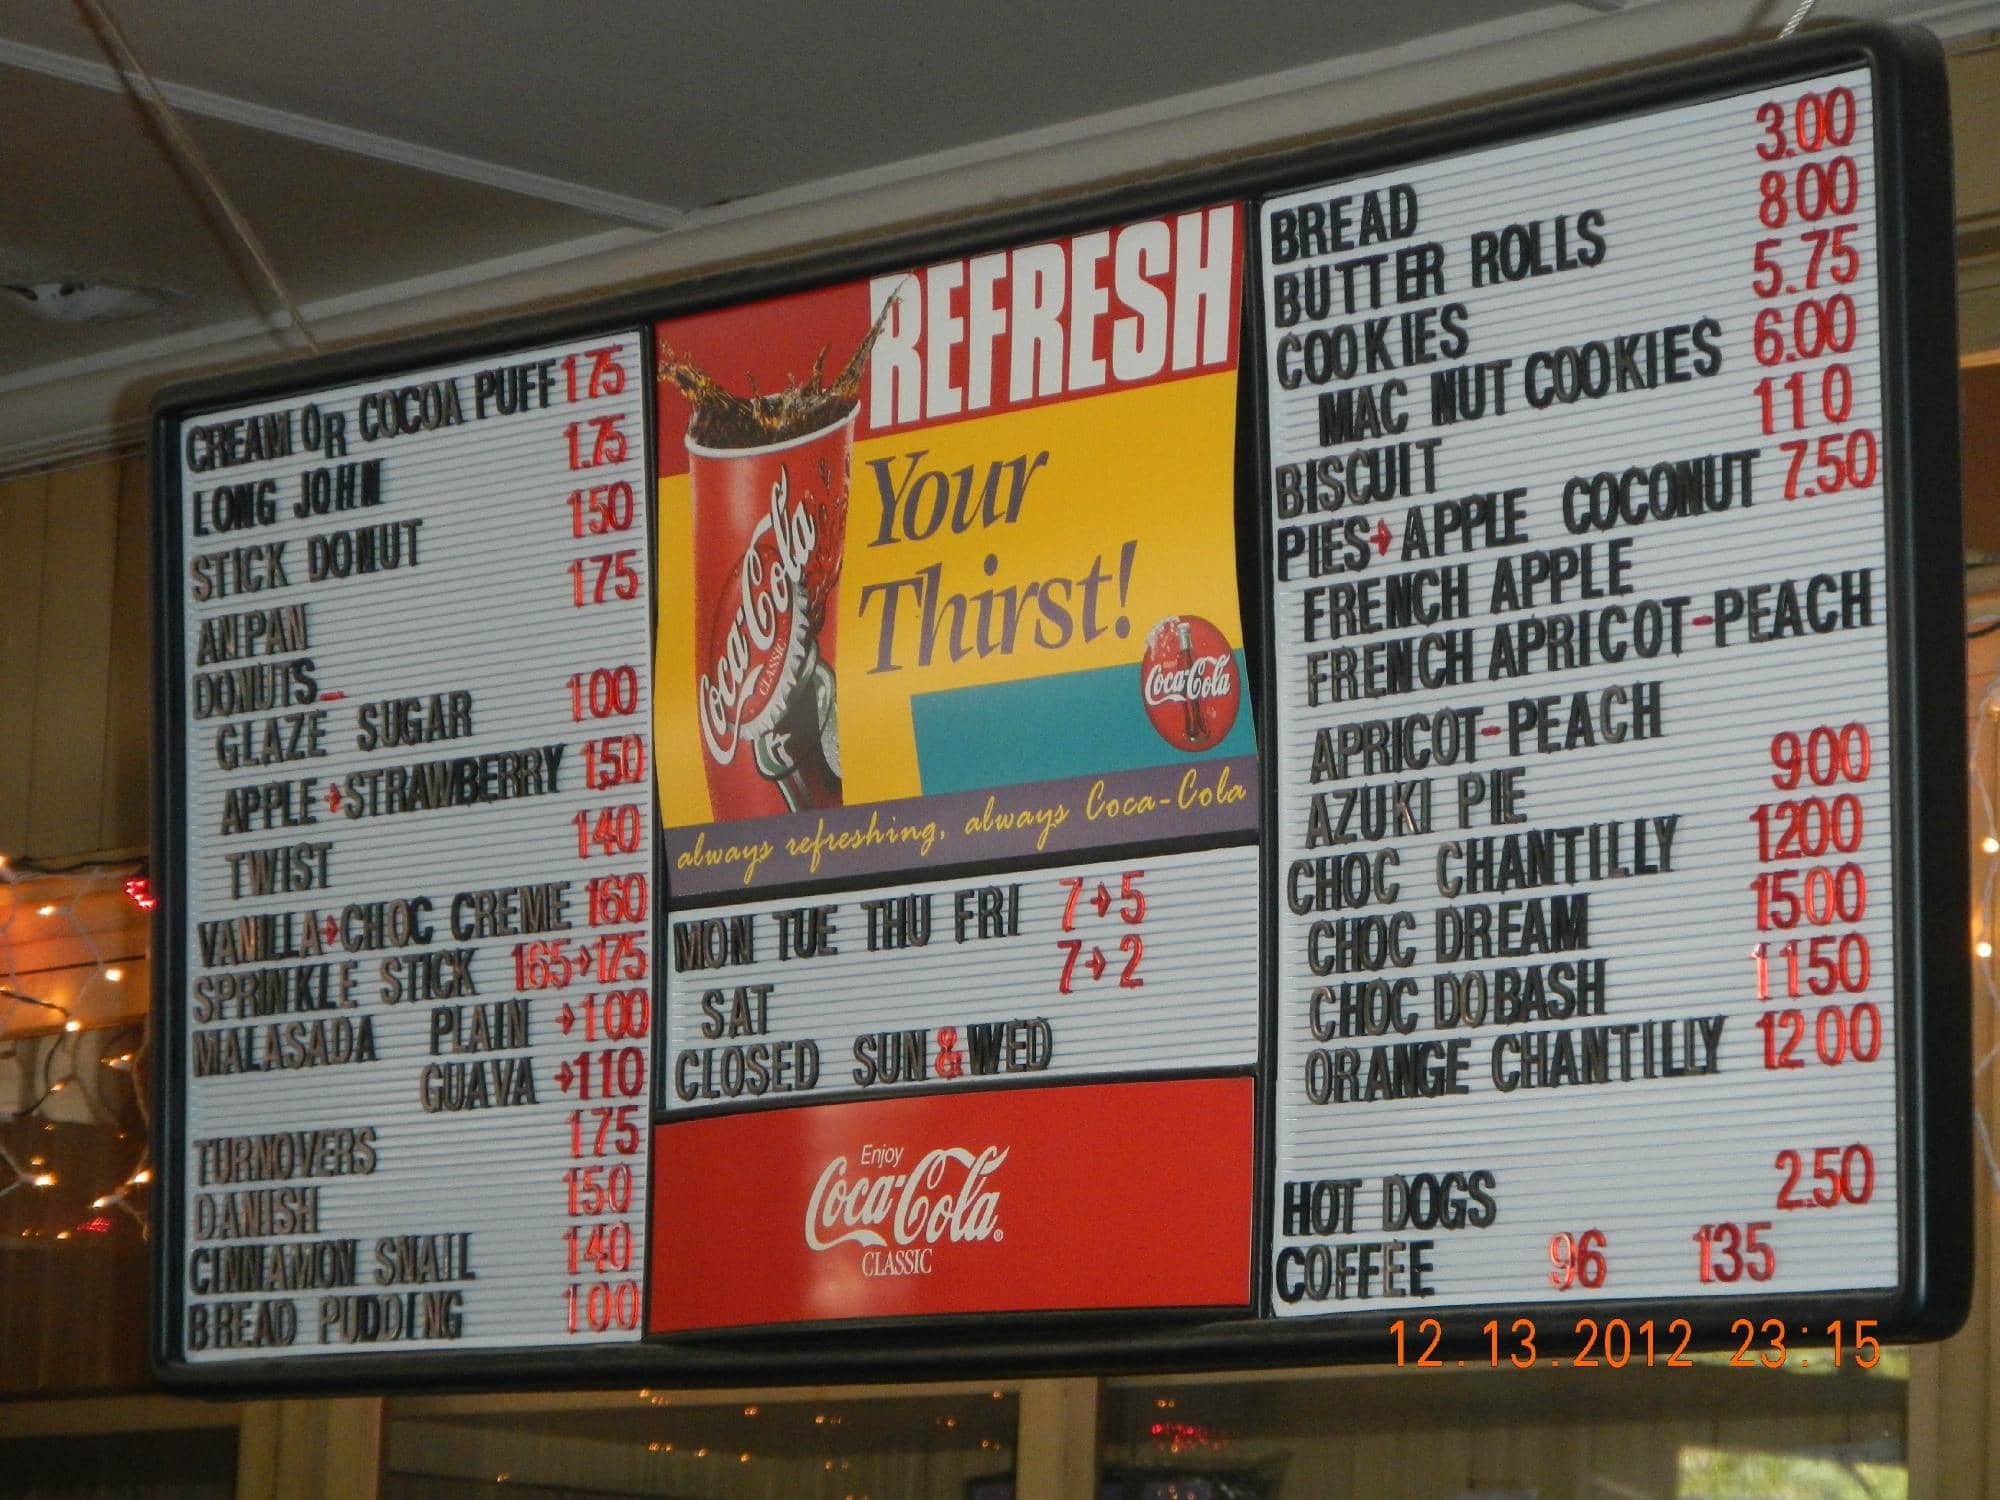 CREAM OR COCOA PUFF 175
LONG JOHN 1.75
STICK DONUT 150
ANPAN 175
DONUTS-
GLAZE SUGAR 100
APPLE→STRAWBERRY 150
TWIST 140
VANILLA→CHOC CREME 160
SPRINKLE STICK 165→175
MALASADA PLAIN →100
GUAVA →110
TURNOVERS 175
DANISH 150
CINNAMON SNAIL 140
BREAD PUDDING 100
REFRESH
Your
Thirst!
Coca-Cola
CLASSIC
Coca-Cola
always refreshing, always Coca-Cola
MON TUE THU FRI 7→5
SAT 7→2
CLOSED SUN & WED
Enjoy
Coca-Cola
CLASSIC
BREAD 3.00
BUTTER ROLLS 800
COOKIES 5.75
MAC NUT COOKIES 6.00
BISCUIT 110
PIES→APPLE COCONUT 7.50
FRENCH APPLE
FRENCH APRICOT-PEACH
APRICOT-PEACH
AZUKI PIE 900
CHOC CHANTILLY 1200
CHOC DREAM 1500
CHOC DOBASH 1150
ORANGE CHANTILLY 1200
HOT DOGS 2.50
COFFEE 96 135
12.13.2012 23:15